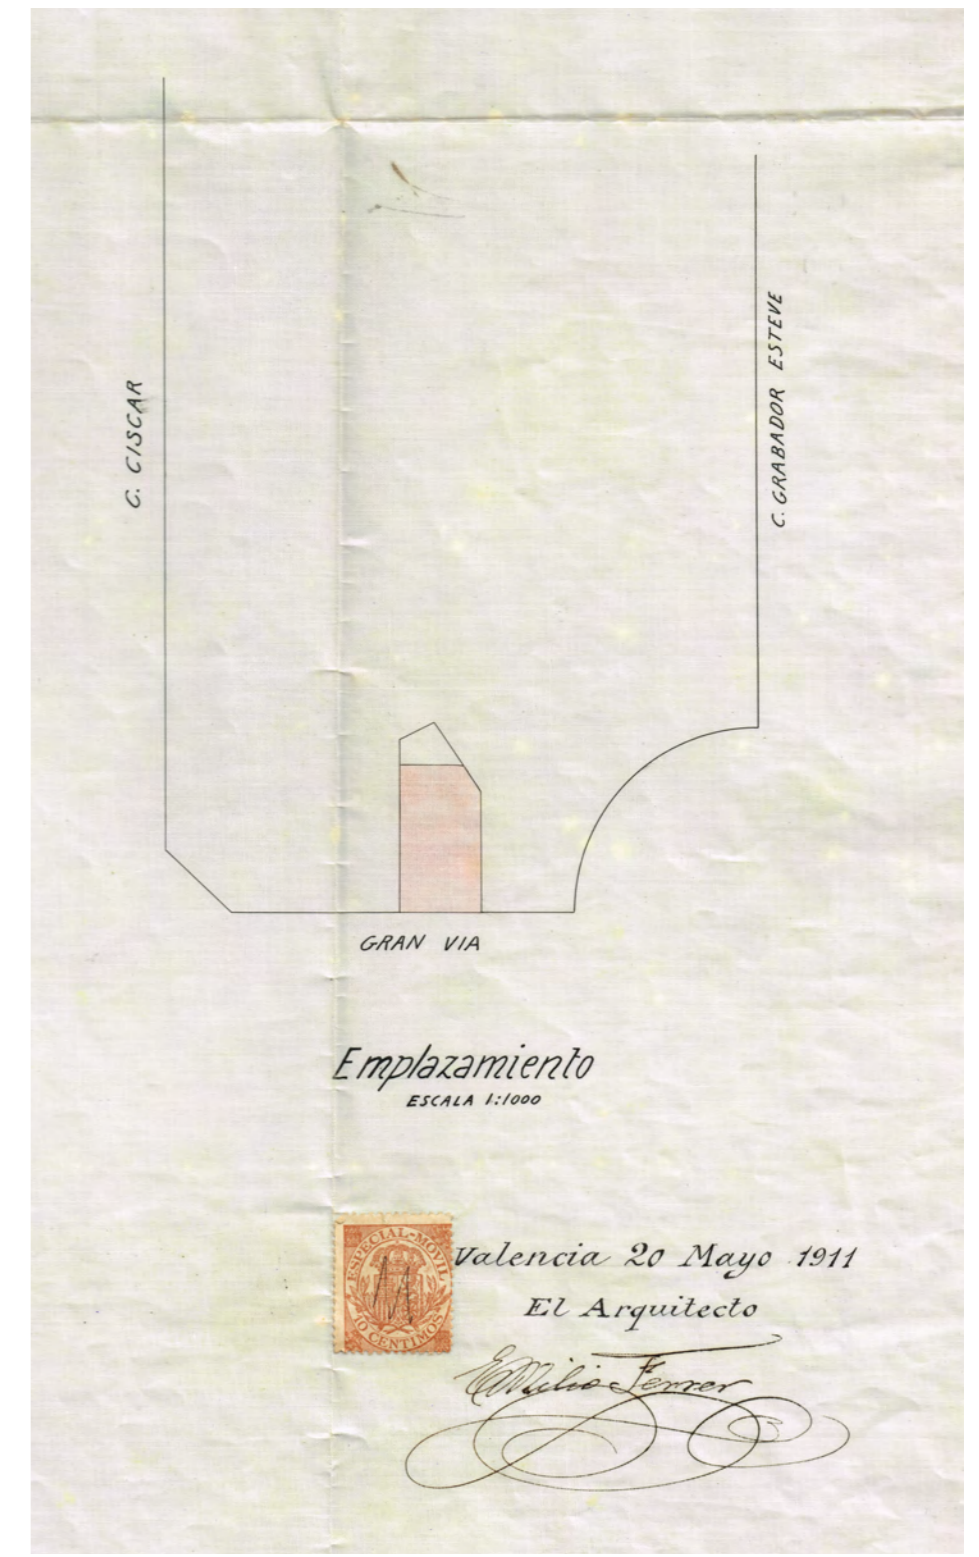 C. CISCAR
C. GRABADOR ESTEVE
GRAN VIA
Emplazamiento
ESCALA 1:1000
ESPECIAL-MOVIL
10 CENTIMOS
Valencia 20 Mayo 1911
El Arquitecto
Emilio Ferrer